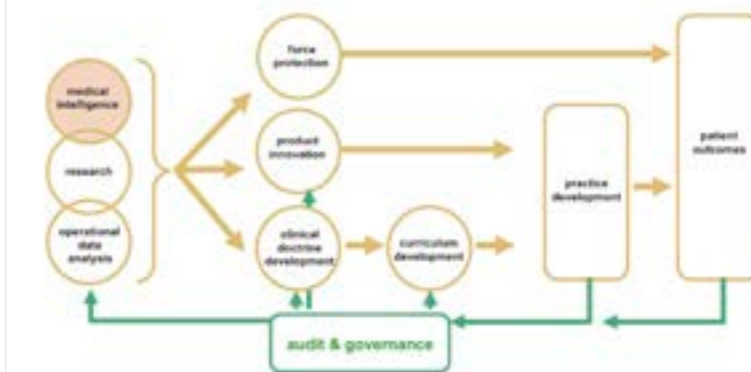 medical
intelligence
research
operational
data
analysis
force
protection
product
innovation
clinical
doctrine
development
curriculum
development
practice
development
patient
outcomes
audit & governance